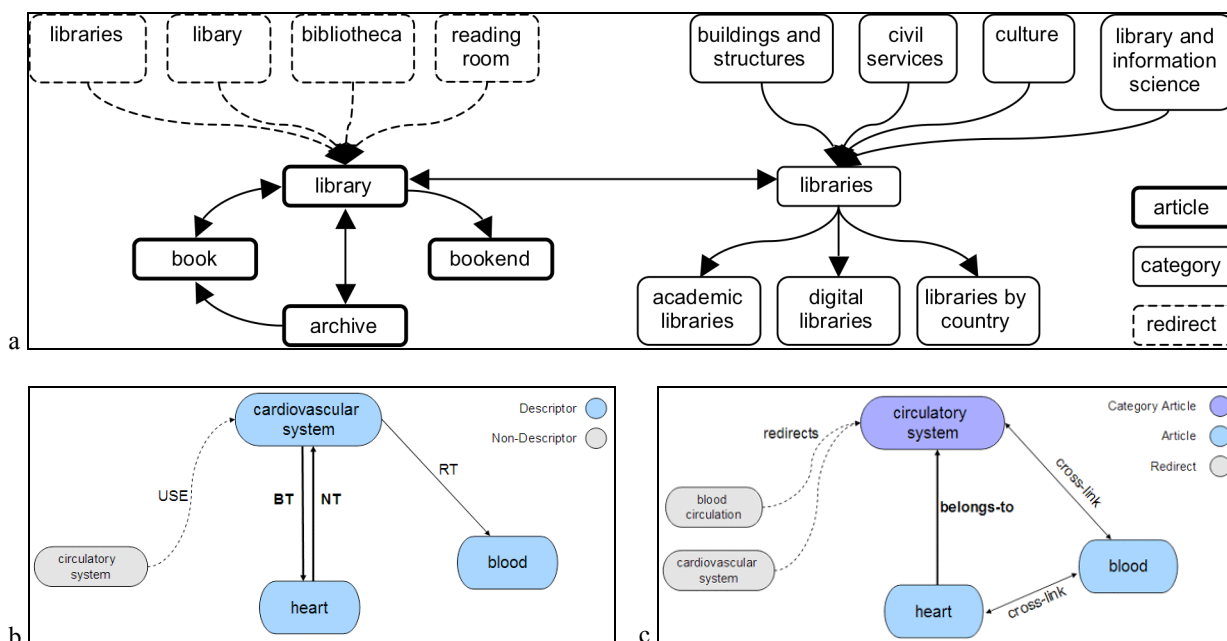 libraries
libary
bibliotheca
reading
room
buildings and
structures
civil
services
culture
library and
information
science
library
libraries
article
book
bookend
category
academic
libraries
digital
libraries
libraries by
country
archive
redirect
a
cardiovascular
system
Descriptor
Non-Descriptor
USE
BT
NT
RT
circulatory
system
blood
heart
b
circulatory
system
Category Article
Article
Redirect
redirects
cross-link
blood
circulation
belongs-to
cardiovascular
system
blood
heart
cross-link
c